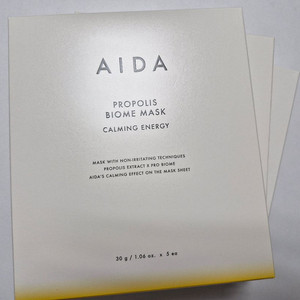 AIDA
PROPOLIS
BIOME MASK
CALMING ENERGY
MASK WITH NON-IRRITATING TECHNIQUES
PROPOLIS EXTRACT & PRO BIOME
AIDA'S CALMING EFFECT ON THE MASK SHEET
30 g / 1.06 oz. x 5 ea